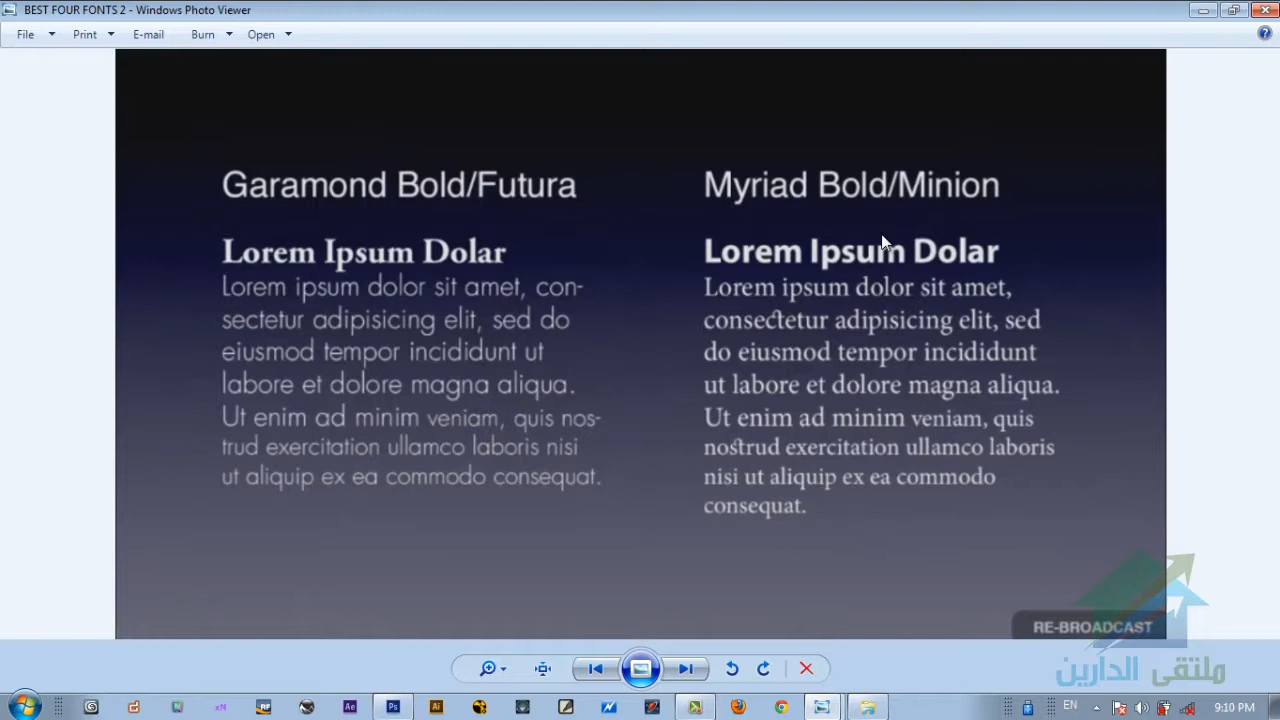 BEST FOUR FONTS 2 - Windows Photo Viewer
File Print E-mail Burn Open
Garamond Bold/Futura
Lorem Ipsum Dolar
Lorem ipsum dolor sit amet, con-
sectetur adipisicing elit, sed do
eiusmod tempor incididunt ut
labore et dolore magna aliqua.
Ut enim ad minim veniam, quis nos-
trud exercitation ullamco laboris nisi
ut aliquip ex ea commodo consequat.
Myriad Bold/Minion
Lorem Ipsum Dolar
Lorem ipsum dolor sit amet,
consectetur adipisicing elit, sed
do eiusmod tempor incididunt
ut labore et dolore magna aliqua.
Ut enim ad minim veniam, quis
nostrud exercitation ullamco laboris
nisi ut aliquip ex ea commodo
consequat.
RE-BROADCAST
ملتقى الدارين
d N xN RF Ae Ps Ai EN 9:10 PM